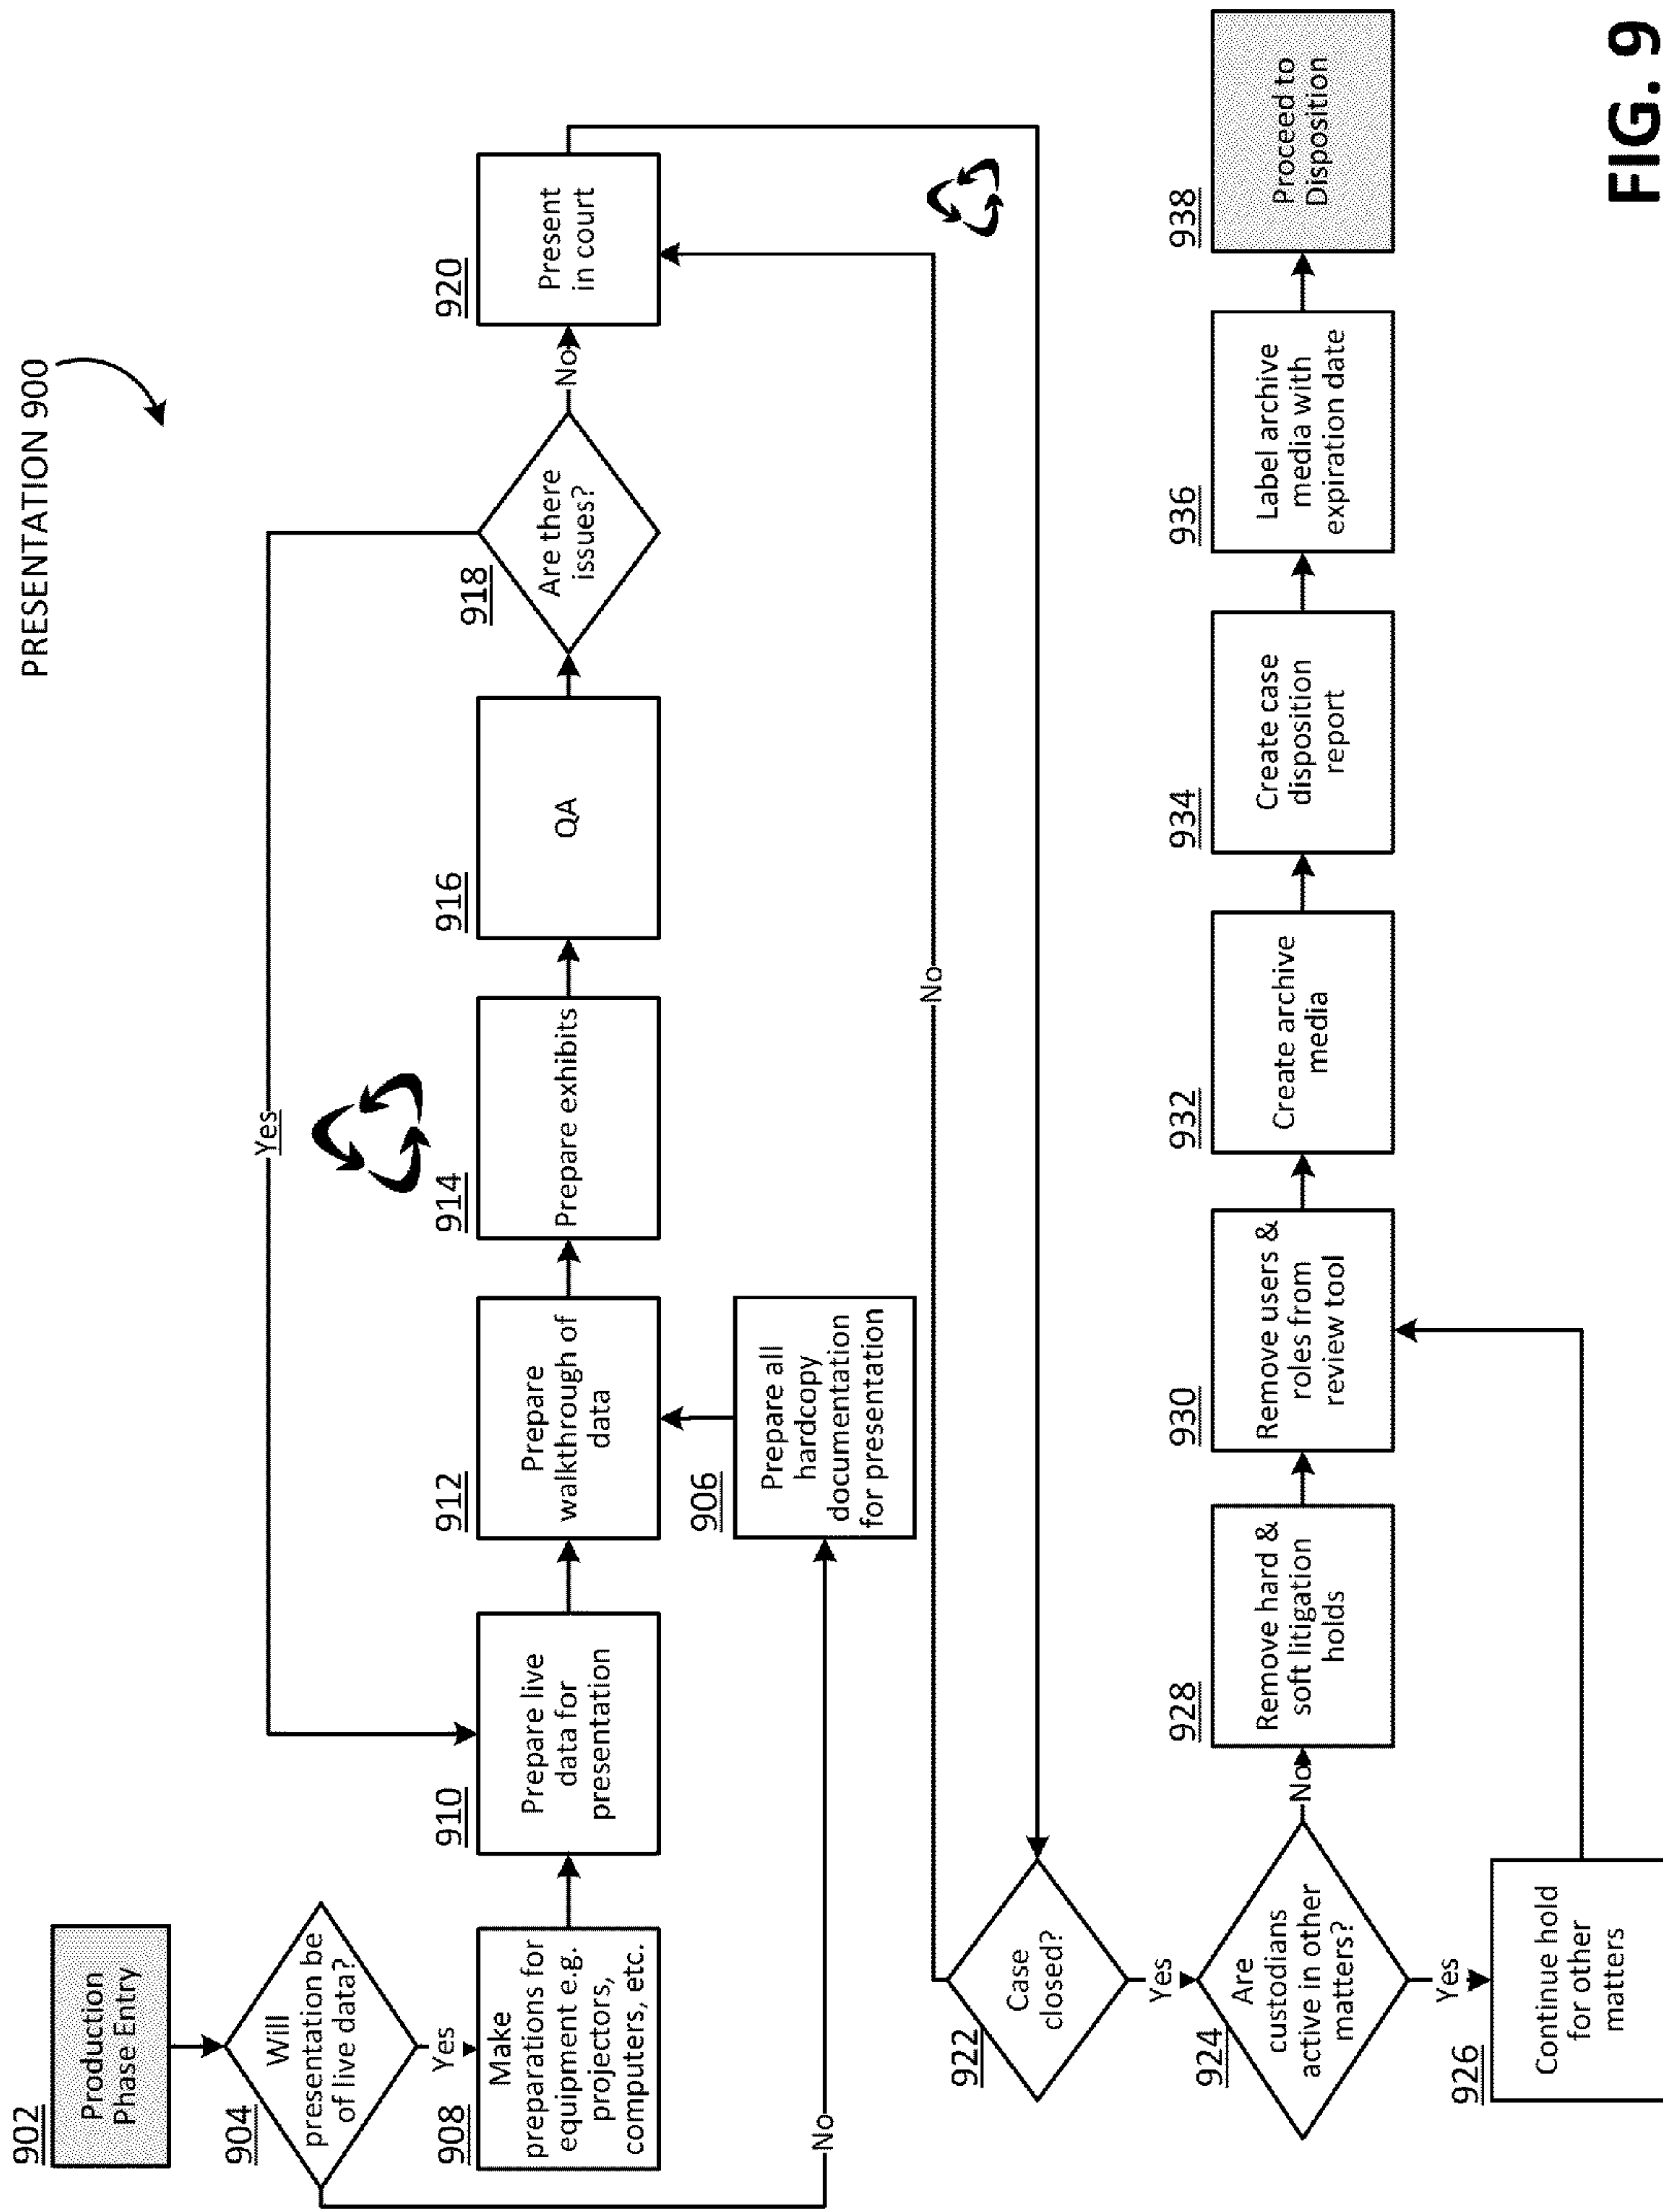 PRESENTATION 900
902
Production
Phase Entry
904
Will
presentation be
of live data?
Yes
No
908
Make
preparations for
equipment e.g.
projectors,
computers, etc.
910
Prepare live
data for
presentation
912
Prepare
walkthrough of
data
906
Prepare all
hardcopy
documentation
for presentation
914
Prepare exhibits
916
QA
918
Are there
issues?
Yes
No
920
Present
in court
922
Case
closed?
No
Yes
924
Are
custodians
active in other
matters?
No
Yes
926
Continue hold
for other
matters
928
Remove hard &
soft litigation
holds
930
Remove users &
roles from
review tool
932
Create archive
media
934
Create case
disposition
report
936
Label archive
media with
expiration date
938
Proceed to
Disposition
FIG. 9